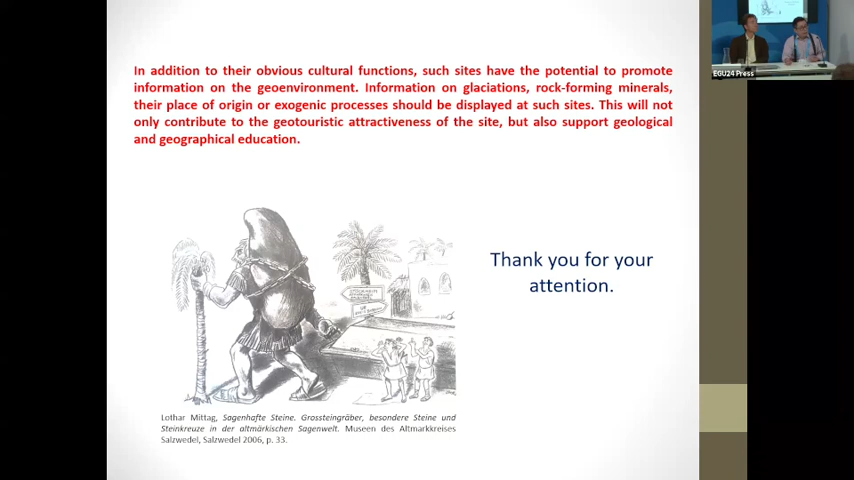 In addition to their obvious cultural functions, such sites have the potential to promote
information on the geoenvironment. Information on glaciations, rock-forming minerals,
their place of origin or exogenic processes should be displayed at such sites. This will not
only contribute to the geotouristic attractiveness of the site, but also support geological
and geographical education.
Thank you for your
attention.
Lothar Mittag, Sagenhafte Steine. Grossteingräber, besondere Steine und
Steinkreuze in der altmärkischen Sagenwelt. Museen des Altmarkkreises
Salzwedel, Salzwedel 2006, p. 33.
EGU24 Press